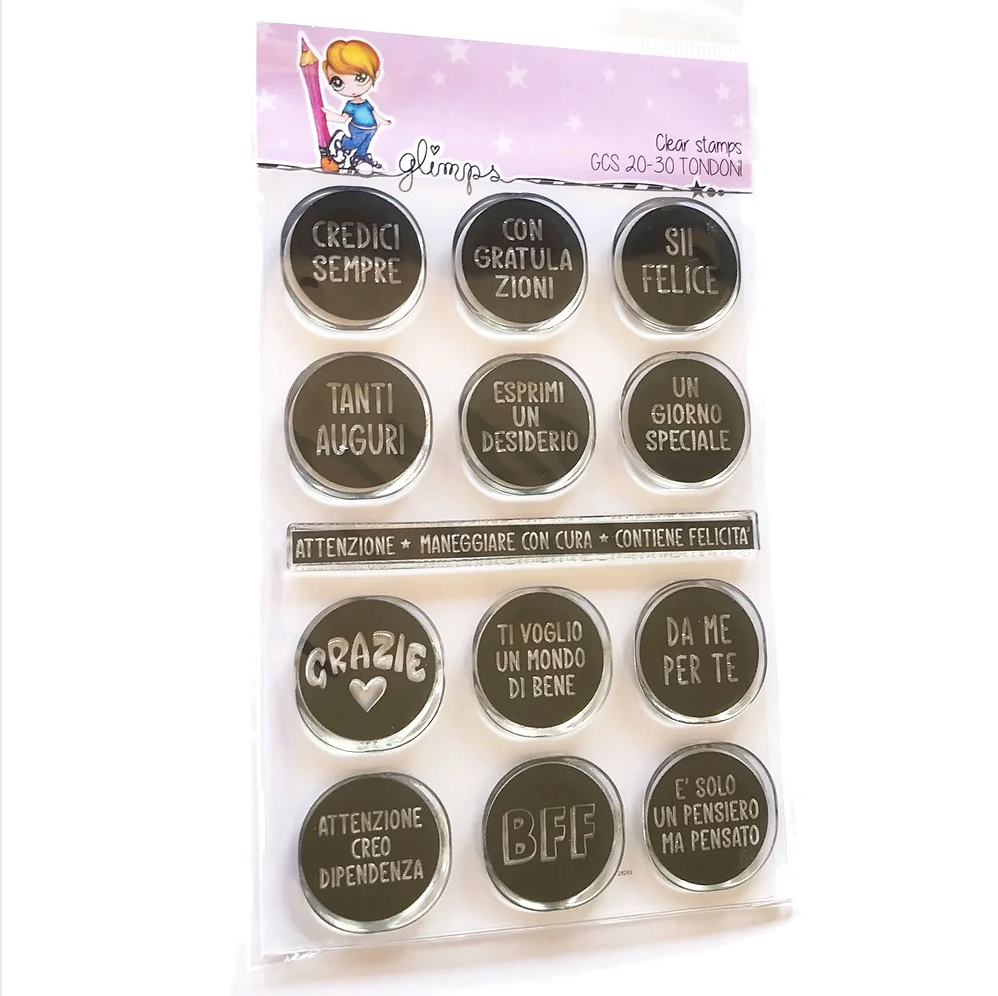 glimps
Clear stamps
GCS 20-30 TONDONI
CREDICI
SEMPRE
CON
GRATULA
ZIONI
SII
FELICE
TANTI
AUGURI
ESPRIMI
UN
DESIDERIO
UN
GIORNO
SPECIALE
ATTENZIONE ★ MANEGGIARE CON CURA ★ CONTIENE FELICITA'
GRAZIE
TI VOGLIO
UN MONDO
DI BENE
DA ME
PER TE
ATTENZIONE
CREO
DIPENDENZA
BFF
E' SOLO
UN PENSIERO
MA PENSATO